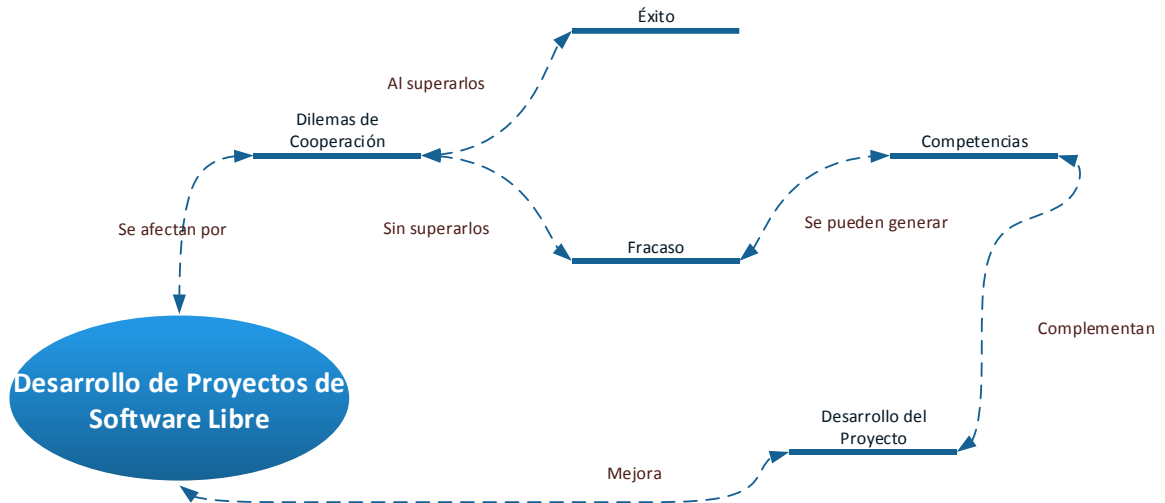 Éxito
Al superarlos
Dilemas de
Cooperación
Competencias
Se afectan por
Sin superarlos
Se pueden generar
Fracaso
Complementan
Desarrollo de Proyectos de
Software Libre
Desarrollo del
Proyecto
Mejora